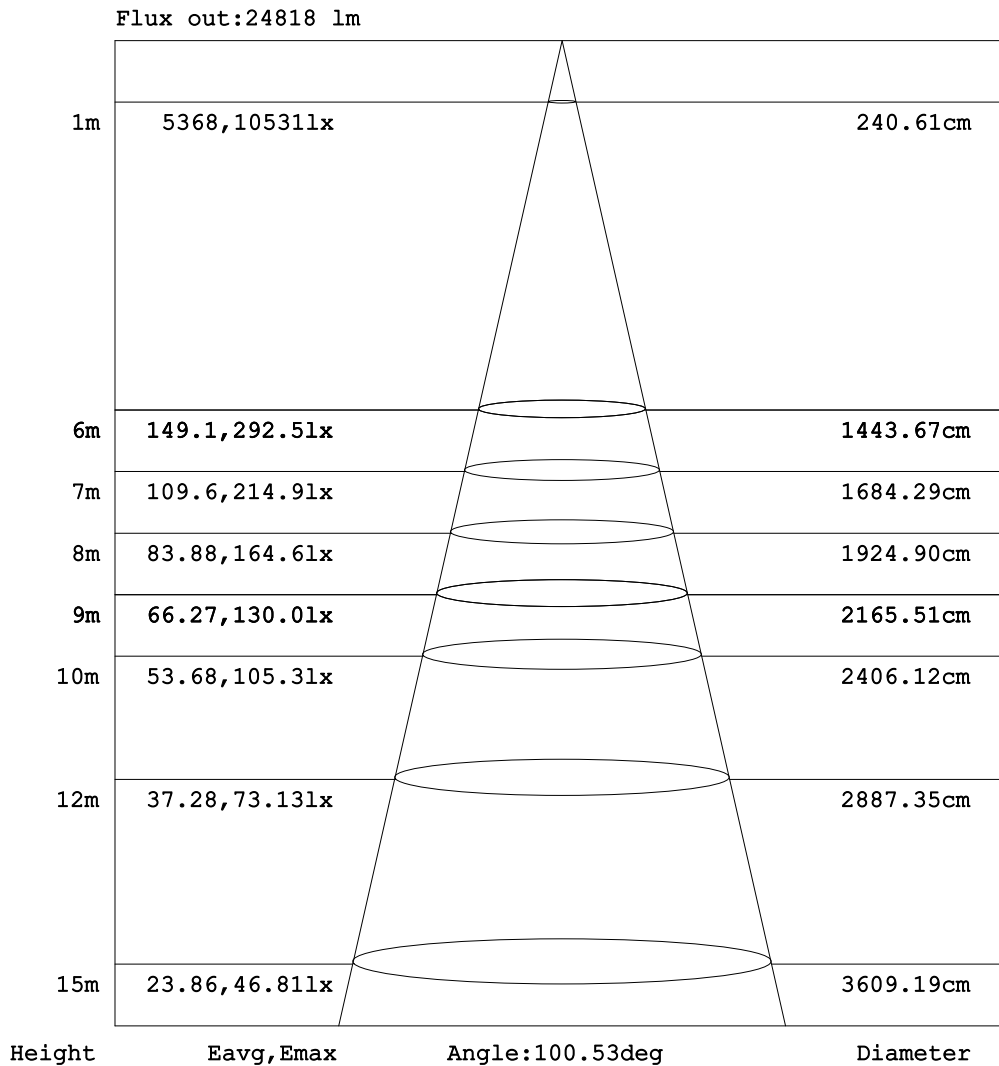 Flux out:24818 lm
1m 5368,10531lx 240.61cm
6m 149.1,292.5lx 1443.67cm
7m 109.6,214.9lx 1684.29cm
8m 83.88,164.6lx 1924.90cm
9m 66.27,130.0lx 2165.51cm
10m 53.68,105.3lx 2406.12cm
12m 37.28,73.13lx 2887.35cm
15m 23.86,46.81lx 3609.19cm
Height Eavg,Emax Angle:100.53deg Diameter